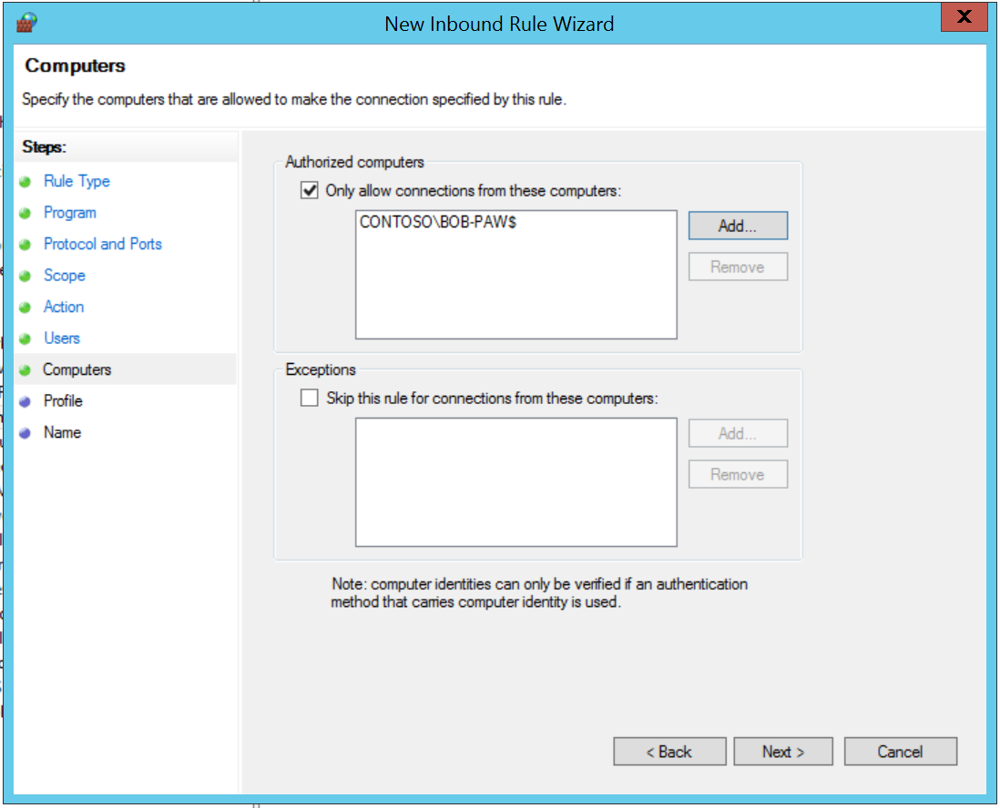 New Inbound Rule Wizard
Computers
Specify the computers that are allowed to make the connection specified by this rule.
Steps:
Rule Type
Program
Protocol and Ports
Scope
Action
Users
Computers
Profile
Name
Authorized computers
Only allow connections from these computers:
CONTOSO\BOB-PAW$
Add...
Remove
Exceptions
Skip this rule for connections from these computers:
Add...
Remove
Note: computer identities can only be verified if an authentication
method that carries computer identity is used.
< Back
Next >
Cancel